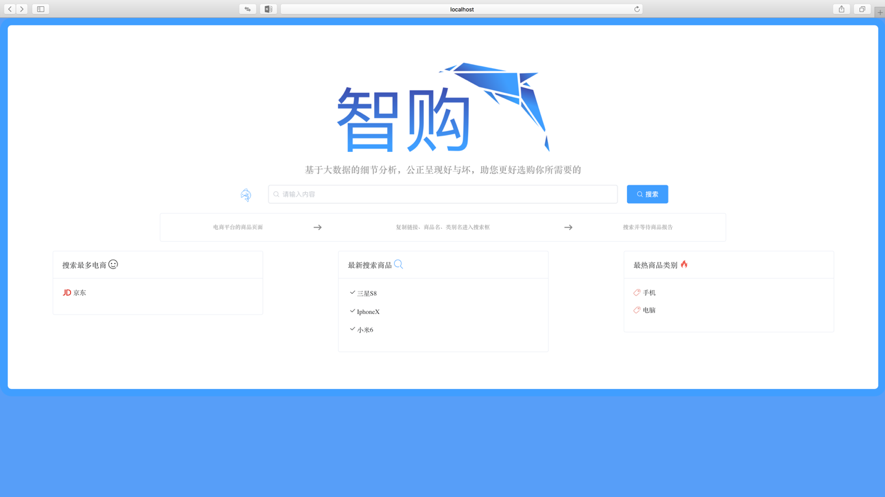 localhost
智购
基于大数据的细节分析，公正呈现好与坏，助您更好选购你所需要的
请输入内容
搜索
电商平台的商品页面
复制链接、商品名、类别名进入搜索框
搜索并等待商品报告
搜索最多电商
JD 京东
最新搜索商品
三星S8
IphoneX
小米6
最热商品类别
手机
电脑